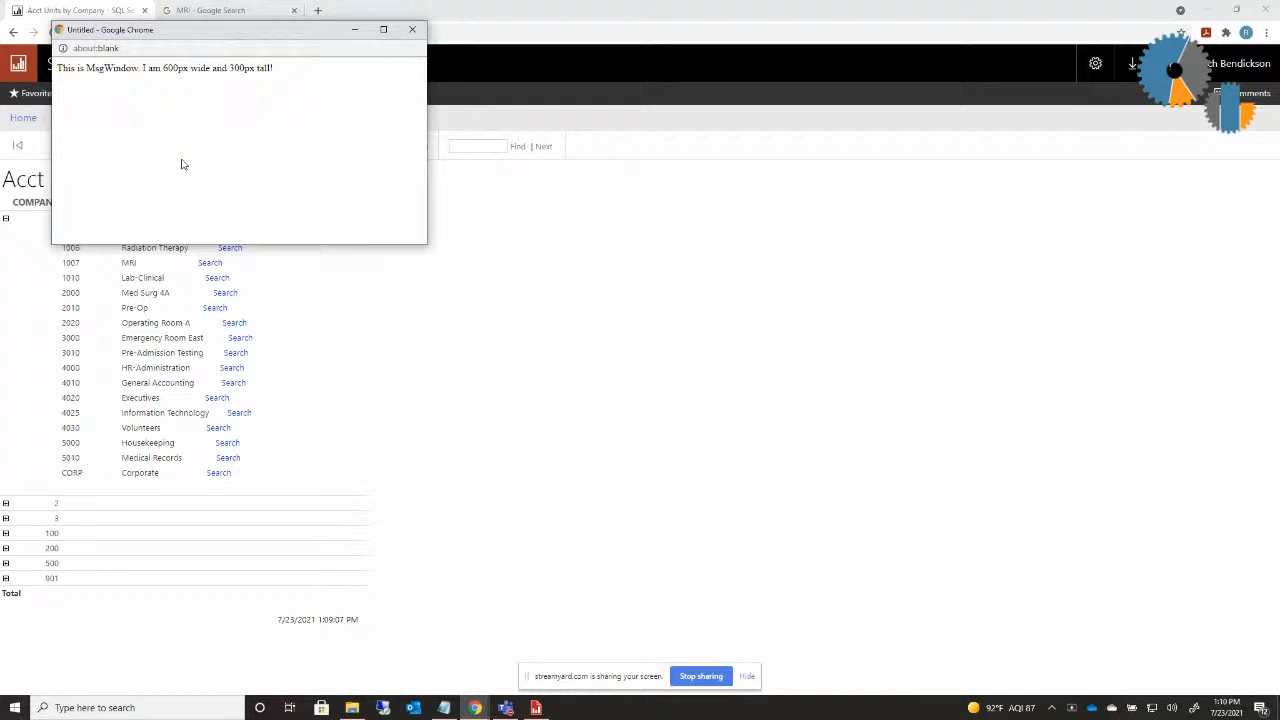 Acct Units by Company - SQL Se
MRI - Google Search
Untitled - Google Chrome
about:blank
This is MsgWindow. I am 600px wide and 300px tall!
Bendickson
Favorite
Home
Find | Next
Acct
COMPAN
1006 Radiation Therapy Search
1007 MRI Search
1010 Lab-Clinical Search
2000 Med Surg 4A Search
2010 Pre-Op Search
2020 Operating Room A Search
3000 Emergency Room East Search
3010 Pre-Admission Testing Search
4000 HR-Administration Search
4010 General Accounting Search
4020 Executives Search
4025 Information Technology Search
4030 Volunteers Search
5000 Housekeeping Search
5010 Medical Records Search
CORP Corporate Search
2
3
100
200
500
901
Total
7/23/2021 1:09:07 PM
streamyard.com is sharing your screen. Stop sharing Hide
Type here to search
92°F AQI 87
1:10 PM
7/23/2021